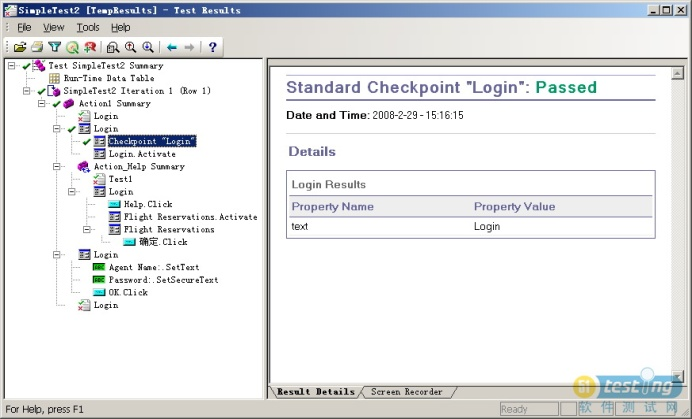 SimpleTest2 [TempResults] - Test Results
File View Tools Help
Test SimpleTest2 Summary
Run-Time Data Table
SimpleTest2 Iteration 1 (Row 1)
Action1 Summary
Login
Login
Checkpoint "Login"
Login.Activate
Action_Help Summary
Test1
Login
Help.Click
Flight Reservations.Activate
Flight Reservations
确定.Click
Login
Agent Name:.SetText
Password:.SetSecureText
OK.Click
Login
Standard Checkpoint "Login": Passed
Date and Time: 2008-2-29 - 15:16:15
Details
Login Results
Property Name Property Value
text Login
Result Details Screen Recorder
For Help, press F1
Ready
51 testing
软件测试网